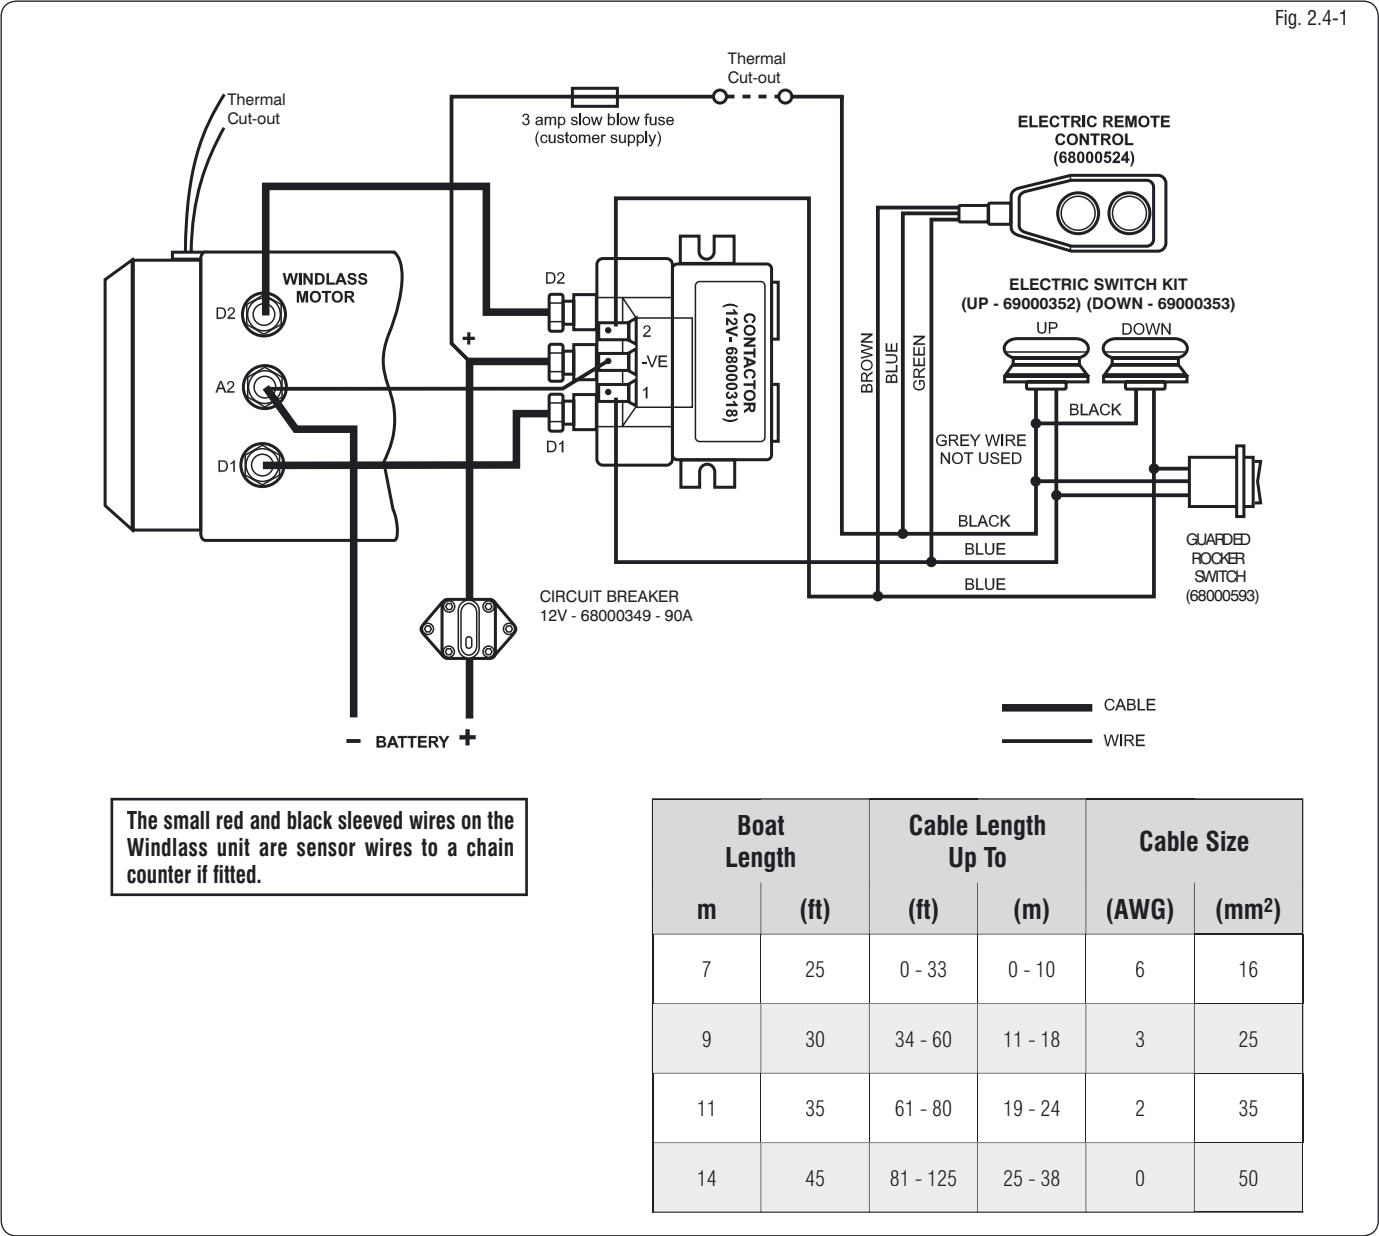 Fig. 2.4-1
Thermal
Cut-out
Thermal
Cut-out
3 amp slow blow fuse
(customer supply)
ELECTRIC REMOTE
CONTROL
(68000524)
WINDLASS
MOTOR
D2
A2
D1
+
D2
D1
2
-VE
1
CONTACTOR
(12V- 68000318)
BROWN
BLUE
GREEN
ELECTRIC SWITCH KIT
(UP - 69000352) (DOWN - 69000353)
UP
DOWN
BLACK
GREY WIRE
NOT USED
BLACK
BLUE
BLUE
GUARDED
ROCKER
SWITCH
(68000593)
CIRCUIT BREAKER
12V - 68000349 - 90A
0
– BATTERY +
CABLE
WIRE
The small red and black sleeved wires on the
Windlass unit are sensor wires to a chain
counter if fitted.
Boat Length | Cable Length Up To | Cable Size
m | (ft) | (ft) | (m) | (AWG) | (mm²)
7 | 25 | 0 - 33 | 0 - 10 | 6 | 16
9 | 30 | 34 - 60 | 11 - 18 | 3 | 25
11 | 35 | 61 - 80 | 19 - 24 | 2 | 35
14 | 45 | 81 - 125 | 25 - 38 | 0 | 50